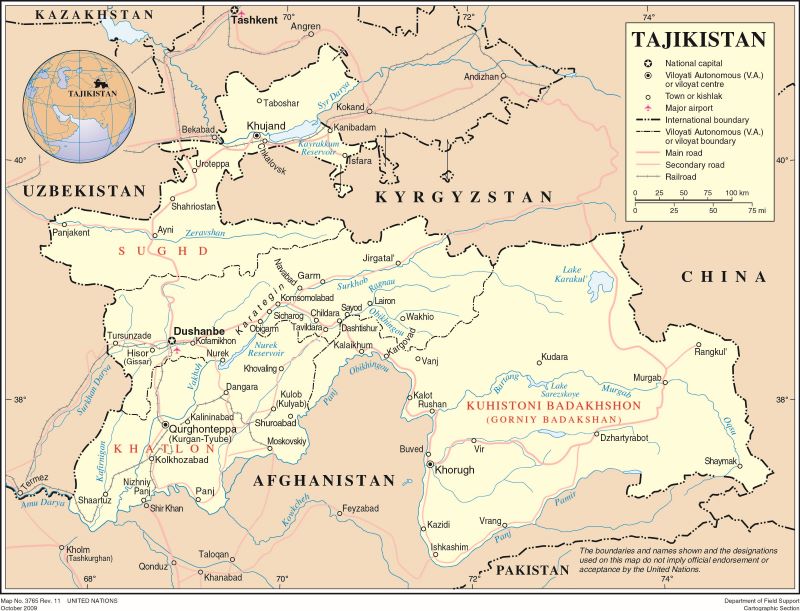 KAZAKHSTAN
70°
72°
74°
Tashkent
Angren
TAJIKISTAN
National capital
Viloyati Autonomous (V.A.)
or viloyat centre
Town or kishlak
Major airport
International boundary
Viloyati Autonomous (V.A.)
or viloyat boundary
Main road
Secondary road
Railroad
0 25 50 75 100 km
0 25 50 75 mi
TAJIKISTAN
Andizhan
Taboshar
Syr Darya
Kokand
Bekabad
Khujand
Kanibadam
Kayrakkum
Reservoir
Chkalovsk
Isfara
40°
40°
Uroteppa
UZBEKISTAN
KYRGYZSTAN
Shahriostan
Panjakent
Ayni
Zeravshan
SUGHD
Jirgatal'
CHINA
Lake
Karakul'
Navabad
Garm
Surkhob
Karategin
Komsomolabad
Lairon
Sicharog
Childara
Sayod
Wakhio
Obigarm
Tavildara
Dashtishur
Obikhingou
Dushanbe
Tursunzade
Kofarnikhon
Hisor
(Gissar)
Nurek
Nurek
Reservoir
Kalaikhum
Kargovad
Vanj
Rangkul'
Surkhan Darya
Vakhsh
Khovaling
Obikhingou
Kudara
Murgab
Bartang
Lake
Sarezskoye
Murgab
38°
38°
Dangara
Kulob
(Kulyab)
Panj
Kalot
Rushan
KUHISTONI BADAKHSHON
(GORNIY BADAKSHAN)
Oqsu
Kalininabad
Qurghonteppa
(Kurgan-Tyube)
Shuroabad
Moskovskiy
Dzhartyrabot
KHATLON
Kolkhozabad
Buved
Vir
Kafirnigan
Khorugh
Shaymak
AFGHANISTAN
Termez
Nizhniy
Panj
Panj
Amu Darya
Shaartuz
Shir Khan
Kowkcheh
Feyzabad
Pamir
Kazidi
Vrang
Panj
Ishkashim
Kholm
(Tashkurghan)
Taloqan
Qonduz
Khanabad
PAKISTAN
The boundaries and names shown and the designations
used on this map do not imply official endorsement or
acceptance by the United Nations.
68°
70°
72°
74°
Map No. 3765 Rev. 11 UNITED NATIONS
October 2009
Department of Field Support
Cartographic Section